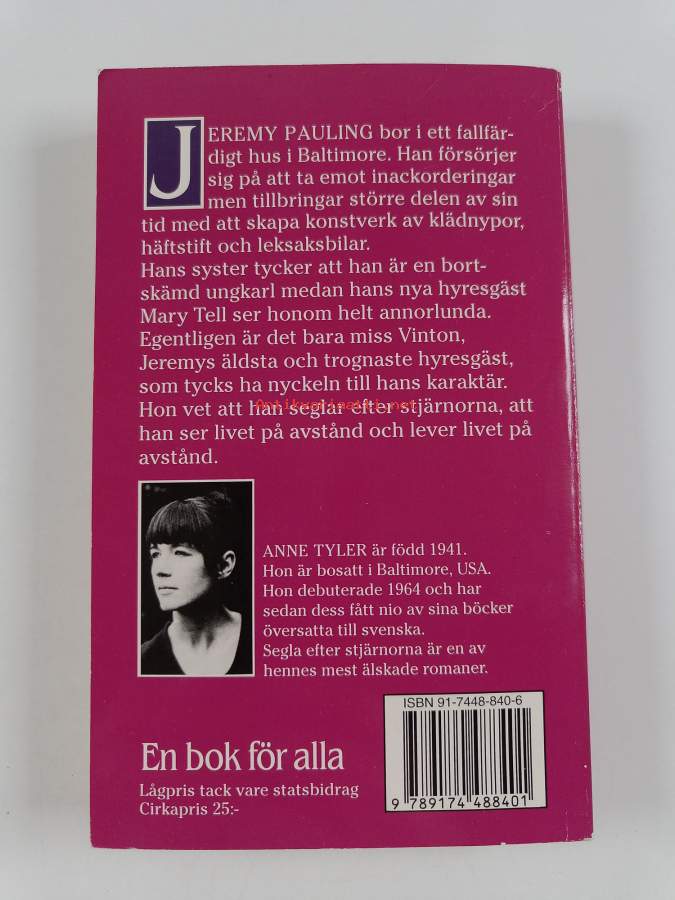 JEREMY PAULING bor i ett fallfär-
digt hus i Baltimore. Han försörjer
sig på att ta emot inackorderingar
men tillbringar större delen av sin
tid med att skapa konstverk av klädnypor,
häftstift och leksaksbilar.
Hans syster tycker att han är en bort-
skämd ungkarl medan hans nya hyresgäst
Mary Tell ser honom helt annorlunda.
Egentligen är det bara miss Vinton,
Jeremys äldsta och trognaste hyresgäst,
som tycks ha nyckeln till hans karaktär.
Hon vet att han seglar efter stjärnorna, att
han ser livet på avstånd och lever livet på
avstånd.
Antikvariaatti.net
ANNE TYLER är född 1941.
Hon är bosatt i Baltimore, USA.
Hon debuterade 1964 och har
sedan dess fått nio av sina böcker
översatta till svenska.
Segla efter stjärnorna är en av
hennes mest älskade romaner.
En bok för alla
Lågpris tack vare statsbidrag
Cirkapris 25:-
ISBN 91-7448-840-6
9 789174 488401